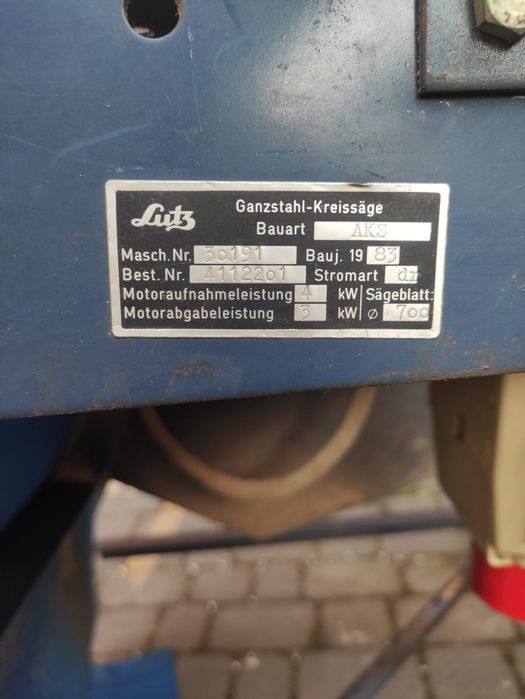 Lutz
Ganzstahl-Kreissäge
Bauart AKS
Masch.Nr. 30191 Bauj. 19 83
Best. Nr. 4112201 Stromart dr
Motoraufnahmeleistung 4 kW Sägeblatt:
Motorabgabeleistung 3 kW ø 700